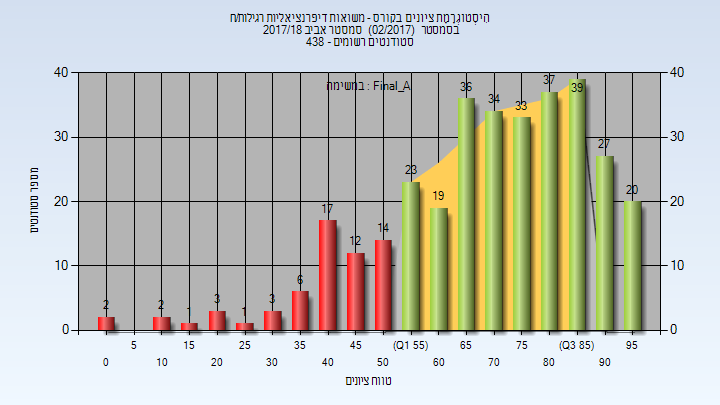 היסטוגרמת ציונים בקורס - משוואות דיפרנציאליות רגילות/ח
בסמסטר (02/2017) סמסטר אביב 2017/18
סטודנטים רשומים - 438
במשימה : Final_A
40 40
30 30
20 20
10 10
0 0
מספר סטודנטים
2 2 1 3 1 3 6 17 12 14 23 19 36 34 33 37 39 27 20
5 15 25 35 45 (Q1 55) 65 75 (Q3 85) 95
0 10 20 30 40 50 60 70 80 90
טווח ציונים